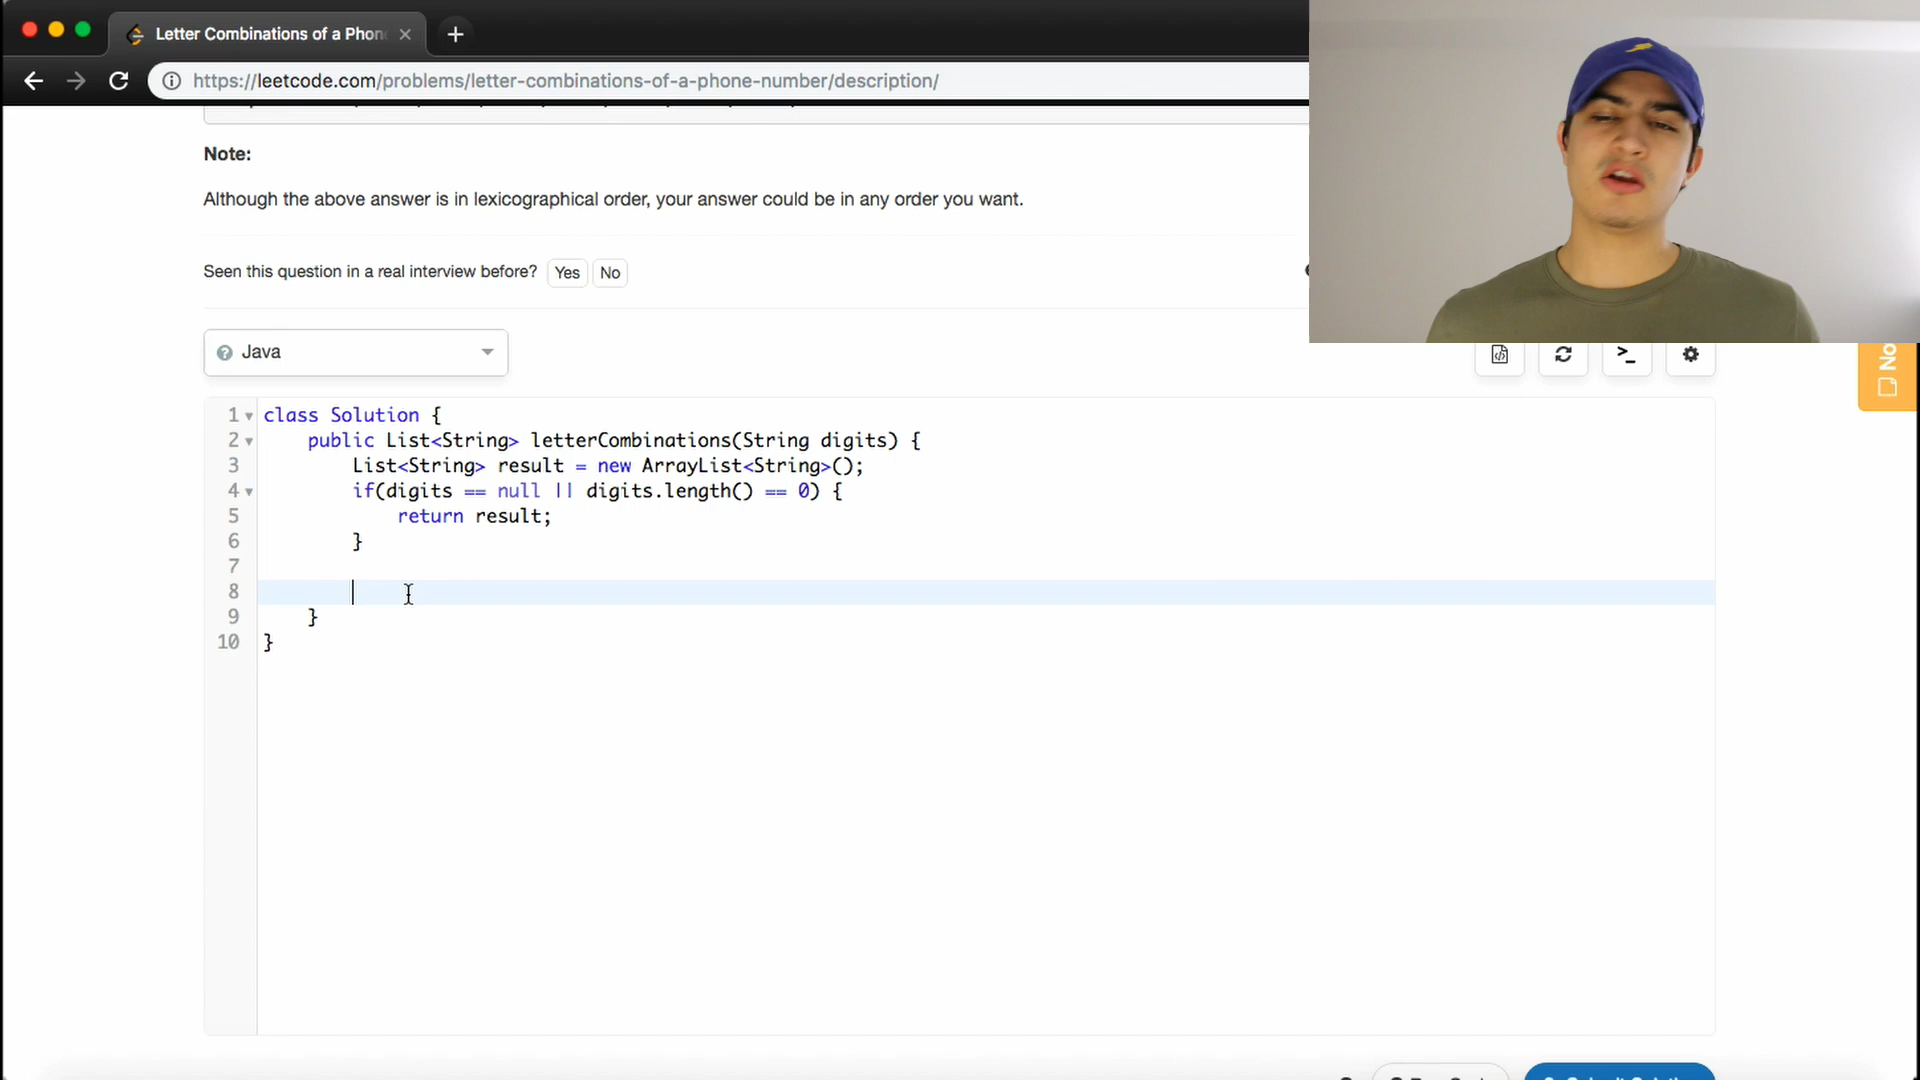 Letter Combinations of a Phon
https://leetcode.com/problems/letter-combinations-of-a-phone-number/description/
Note:
Although the above answer is in lexicographical order, your answer could be in any order you want.
Seen this question in a real interview before? Yes No
Java
No
1 class Solution {
2 public List<String> letterCombinations(String digits) {
3 List<String> result = new ArrayList<String>();
4 if(digits == null || digits.length() == 0) {
5 return result;
6 }
7
8
9 }
10 }